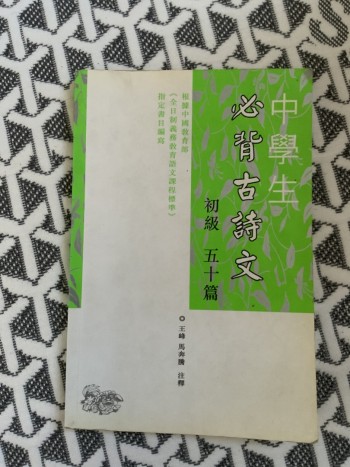 中學生
必背古詩文
初級 五十篇
根據中國教育部
《全日制義務教育語文課程標準》
指定書目編寫
◎ 王峰 馬奔騰 注釋